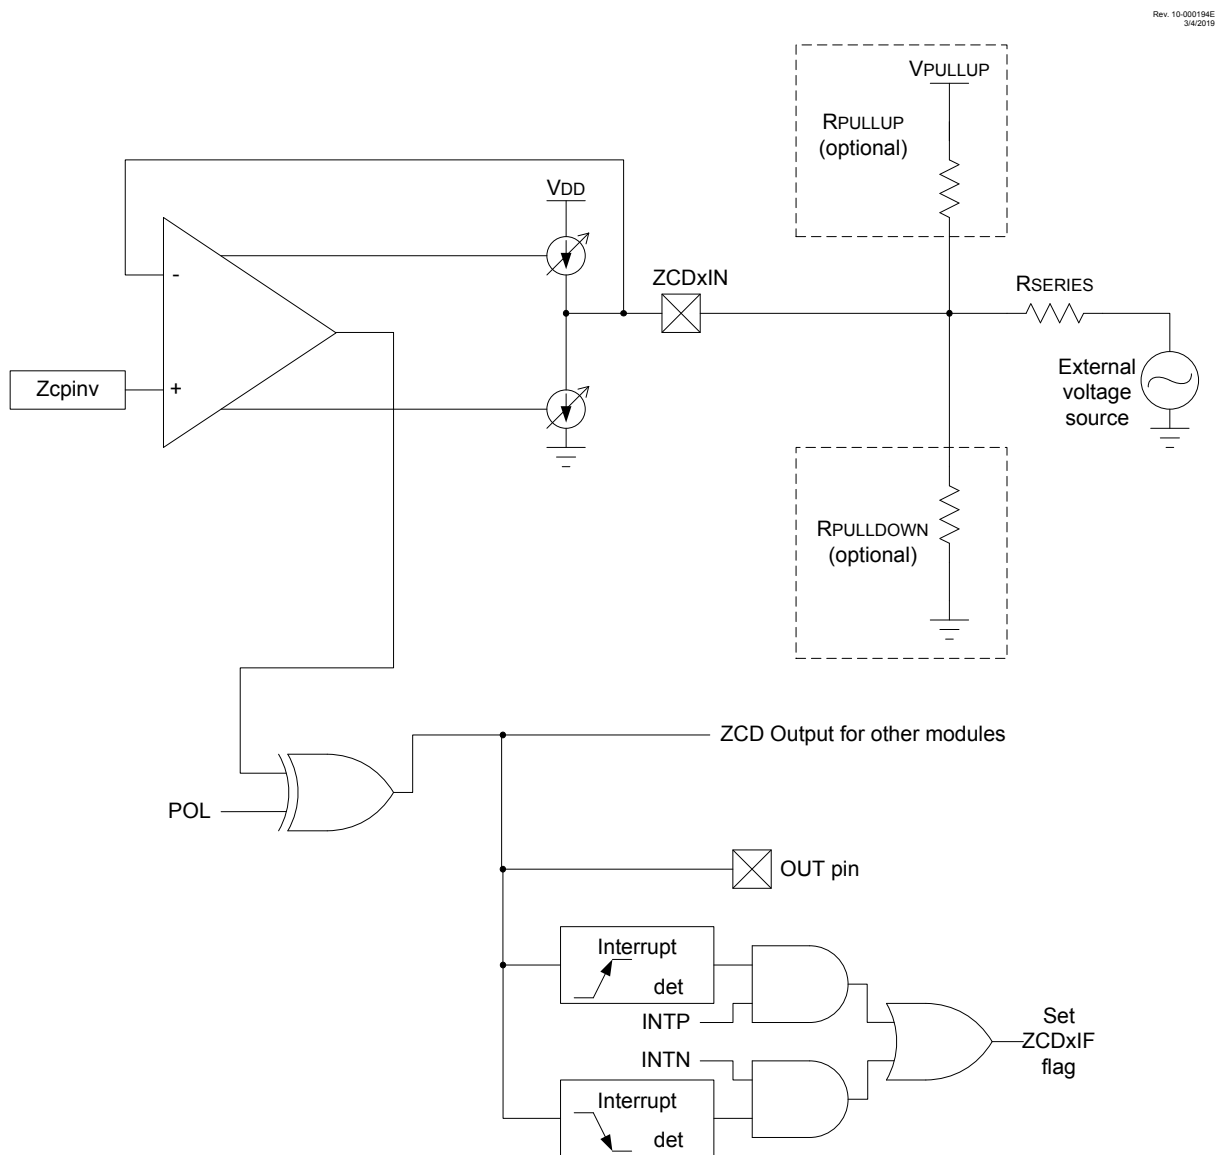 Rev. 10-000194E
3/4/2019
VPULLUP
RPULLUP
(optional)
VDD
-
ZCDxIN
RSERIES
Zcpinv
+
External
voltage
source
RPULLDOWN
(optional)
ZCD Output for other modules
POL
OUT pin
Interrupt
det
INTP
INTN
Set
ZCDxIF
flag
Interrupt
det